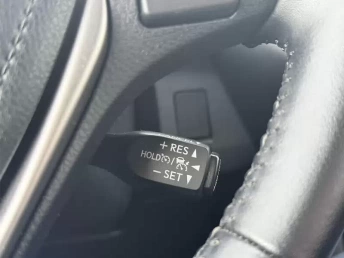 + RES ▲
HOLD / ◀
− SET ▼